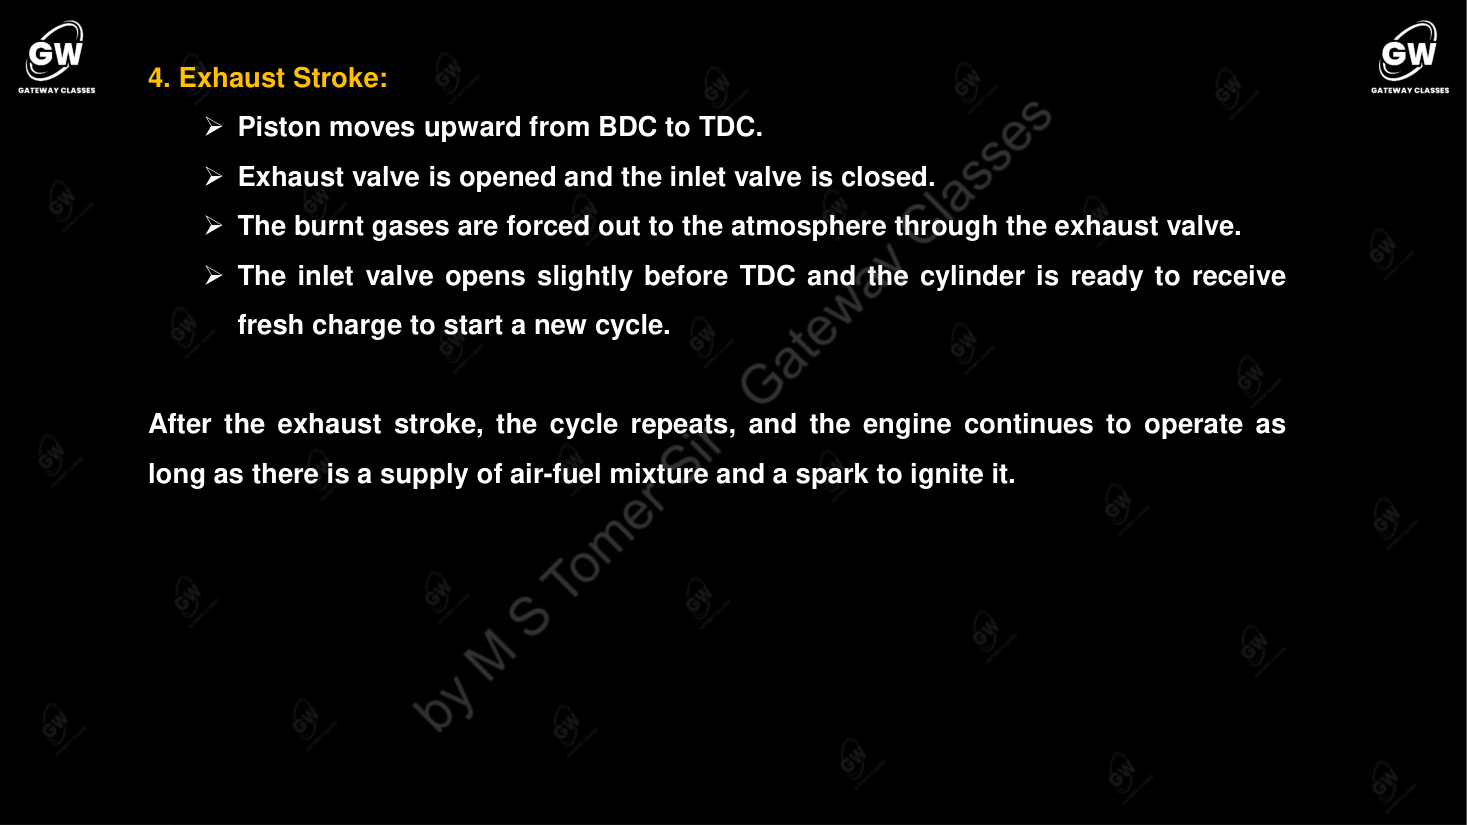 GW
GATEWAY CLASSES
GW
GATEWAY CLASSES
4. Exhaust Stroke:
➢ Piston moves upward from BDC to TDC.
➢ Exhaust valve is opened and the inlet valve is closed.
➢ The burnt gases are forced out to the atmosphere through the exhaust valve.
➢ The inlet valve opens slightly before TDC and the cylinder is ready to receive
fresh charge to start a new cycle.
After the exhaust stroke, the cycle repeats, and the engine continues to operate as
long as there is a supply of air-fuel mixture and a spark to ignite it.
by M S Tomer Sir Gateway Classes